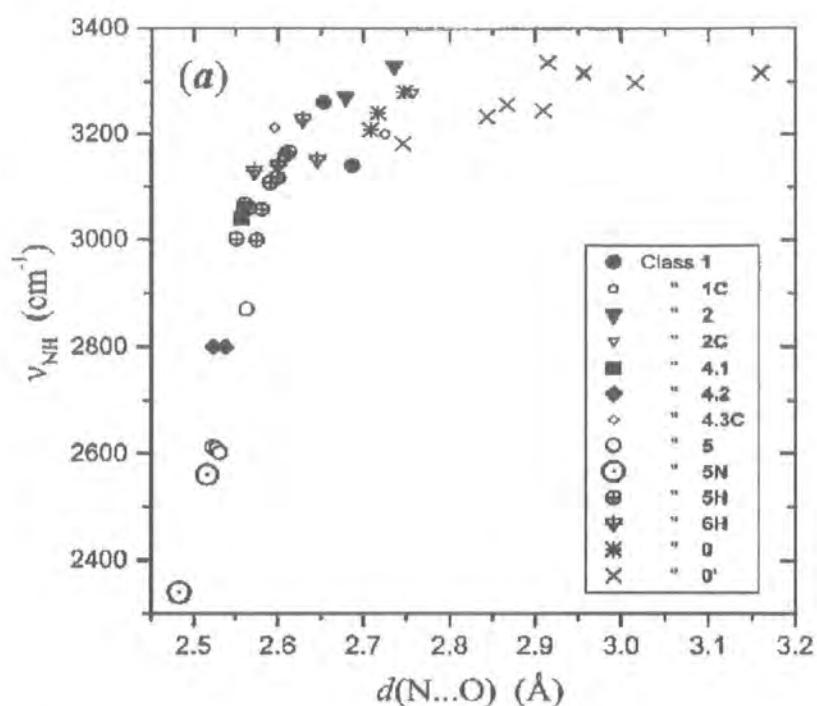 (a)
3400
3200
3000
2800
2600
2400
νNH (cm-1)
2.5 2.6 2.7 2.8 2.9 3.0 3.1 3.2
d(N...O) (Å)
Class 1
" 1C
" 2
" 2C
" 4.1
" 4.2
" 4.3C
" 5
" 5N
" 5H
" 6H
" 0
" 0'